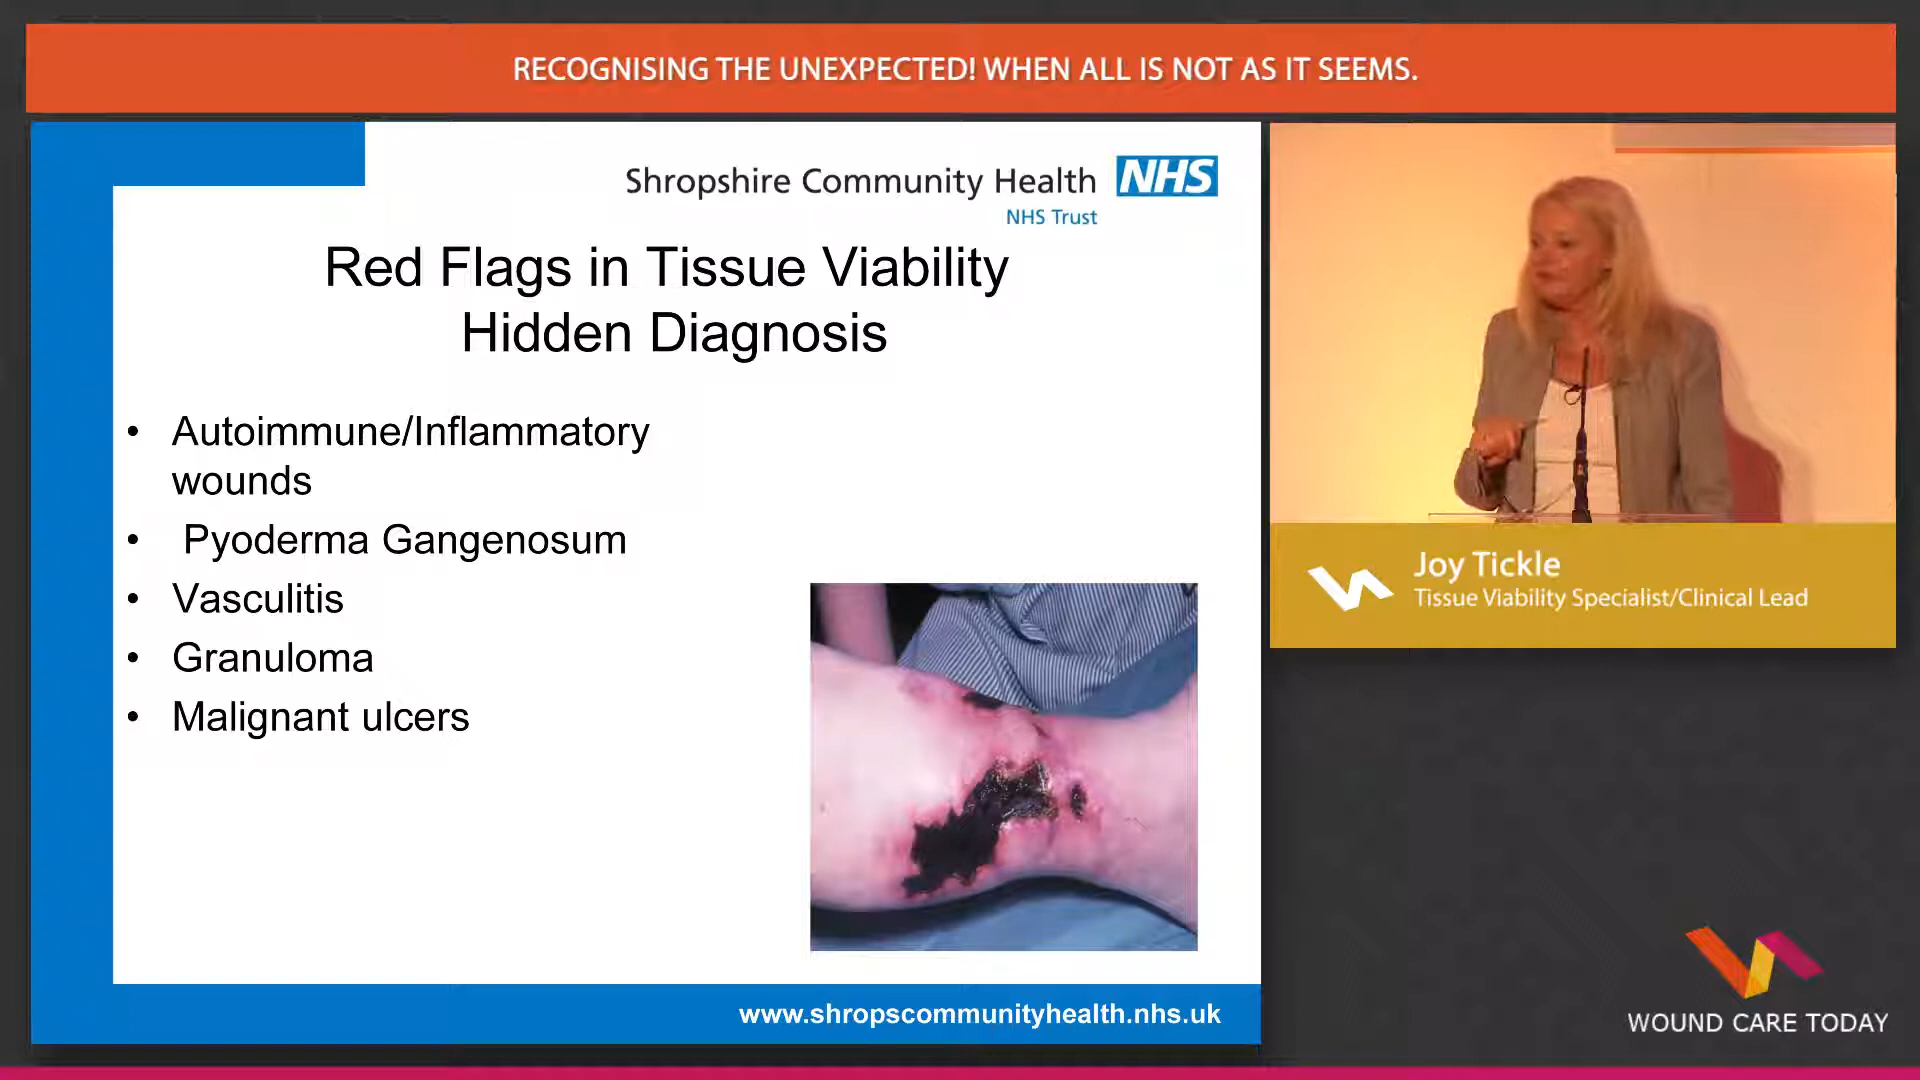 RECOGNISING THE UNEXPECTED! WHEN ALL IS NOT AS IT SEEMS.
Shropshire Community Health NHS
NHS Trust
Red Flags in Tissue Viability
Hidden Diagnosis
• Autoimmune/Inflammatory
wounds
• Pyoderma Gangenosum
• Vasculitis
• Granuloma
• Malignant ulcers
www.shropscommunityhealth.nhs.uk
Joy Tickle
Tissue Viability Specialist/Clinical Lead
WOUND CARE TODAY